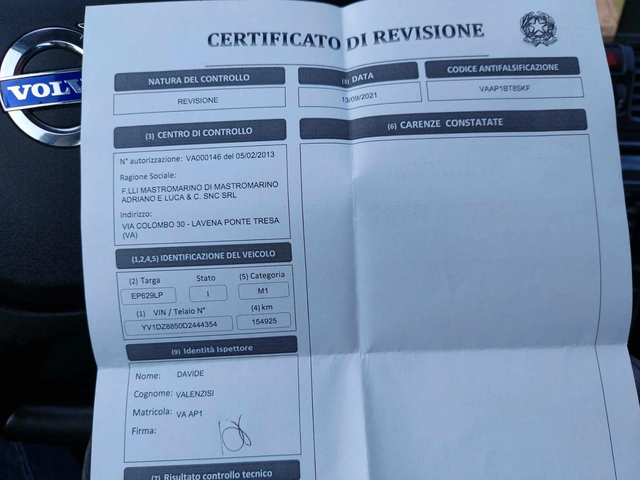 VOLV
CERTIFICATO DI REVISIONE
NATURA DEL CONTROLLO
REVISIONE
(3) DATA
13/09/2021
CODICE ANTIFALSIFICAZIONE
VAAP1BT8SKF
(3) CENTRO DI CONTROLLO
N° autorizzazione: VA000146 del 05/02/2013
Ragione Sociale:
F.LLI MASTROMARINO DI MASTROMARINO
ADRIANO E LUCA & C. SNC SRL
Indirizzo:
VIA COLOMBO 30 - LAVENA PONTE TRESA
(VA)
(6) CARENZE CONSTATATE
(1,2,4,5) IDENTIFICAZIONE DEL VEICOLO
(2) Targa Stato (5) Categoria
EP629LP I M1
(1) VIN / Telaio N° (4) km
YV1DZ8850D2444354 154925
(9) Identità Ispettore
Nome: DAVIDE
Cognome: VALENZISI
Matricola: VA AP1
Firma:
(7) Risultato controllo tecnico